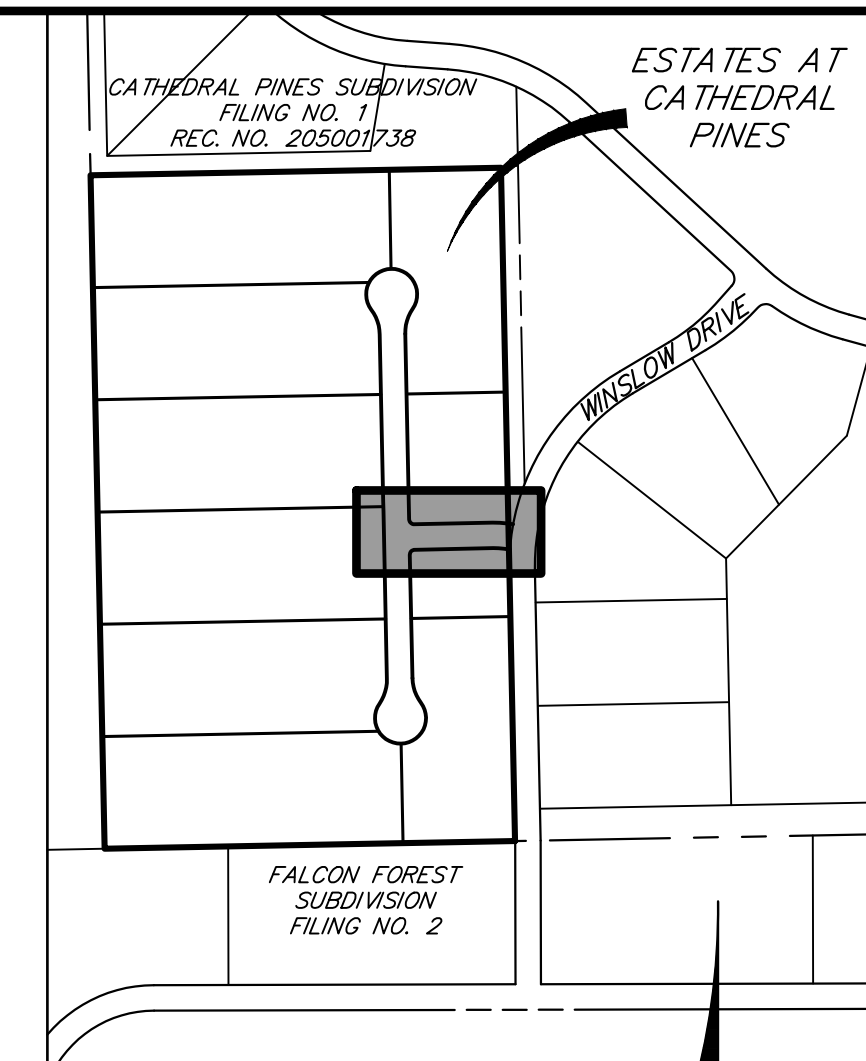 ESTATES AT
CATHEDRAL
PINES
CATHEDRAL PINES SUBDIVISION
FILING NO. 1
REC. NO. 205001738
WINSLOW DRIVE
FALCON FOREST
SUBDIVISION
FILING NO. 2